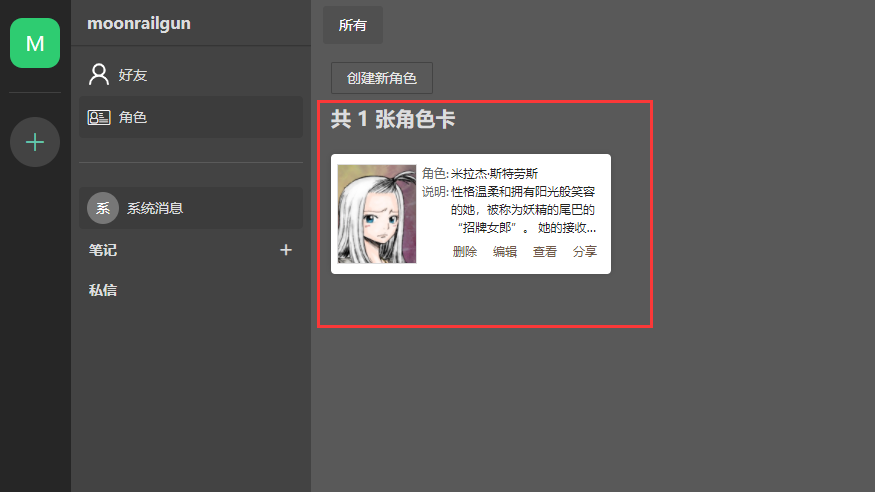 M
moonrailgun
好友
角色
系
系统消息
笔记
私信
所有
创建新角色
共 1 张角色卡
角色: 米拉杰·斯特劳斯
说明: 性格温柔和拥有阳光般笑容
的她，被称为妖精的尾巴的
“招牌女郎”。 她的接收...
删除 编辑 查看 分享